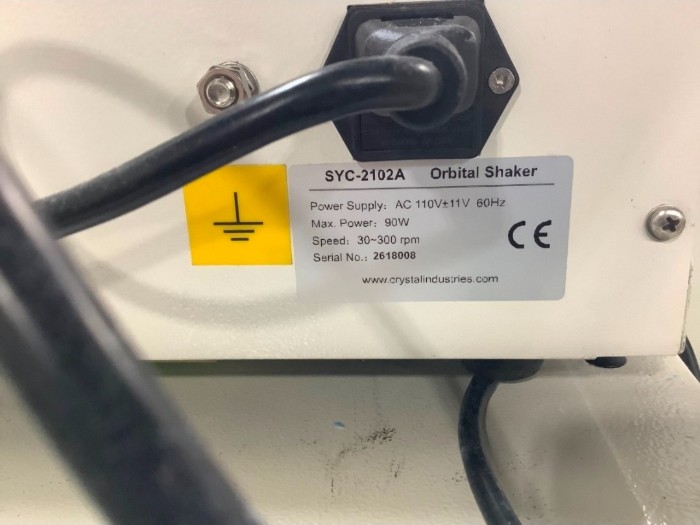 SYC-2102A Orbital Shaker
Power Supply: AC 110V±11V 60Hz
Max. Power: 90W
Speed: 30~300 rpm
Serial No.: 2618008
CE
www.crystalindustries.com